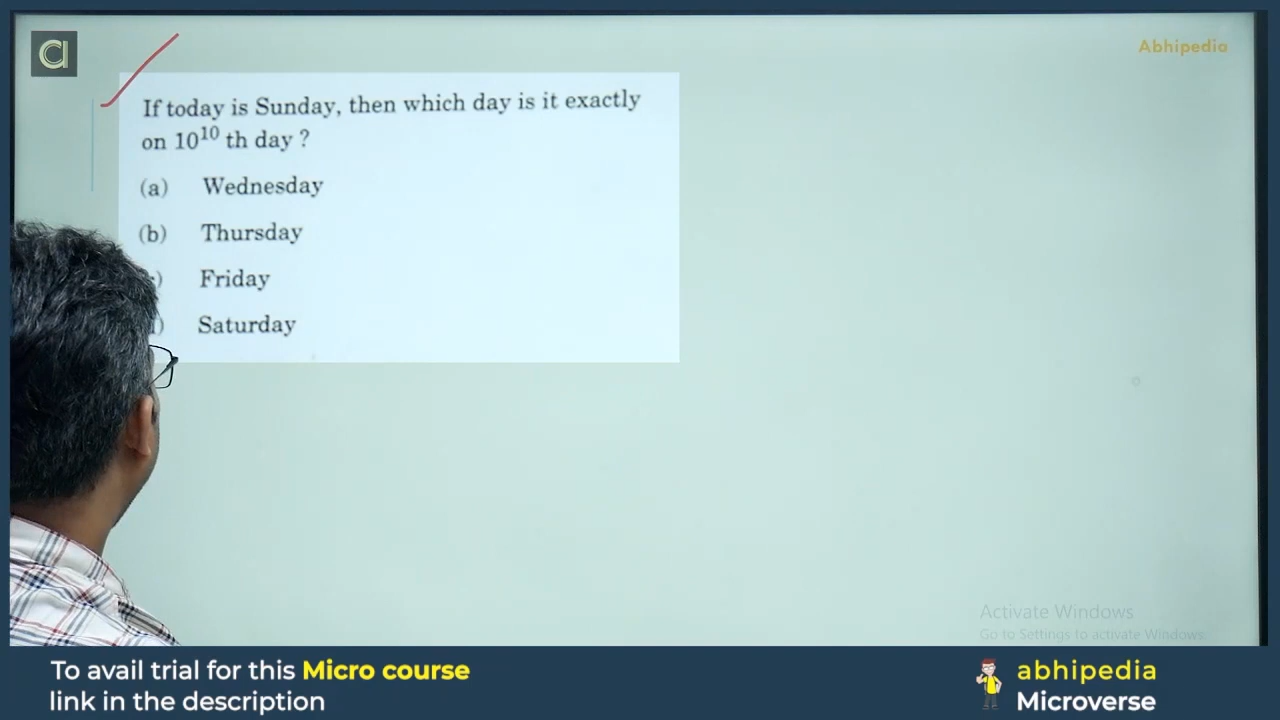 Abhipedia
If today is Sunday, then which day is it exactly
on 10¹⁰ th day ?
(a) Wednesday
(b) Thursday
) Friday
) Saturday
Activate Windows
Go to Settings to activate Windows.
To avail trial for this Micro course
link in the description
abhipedia
Microverse